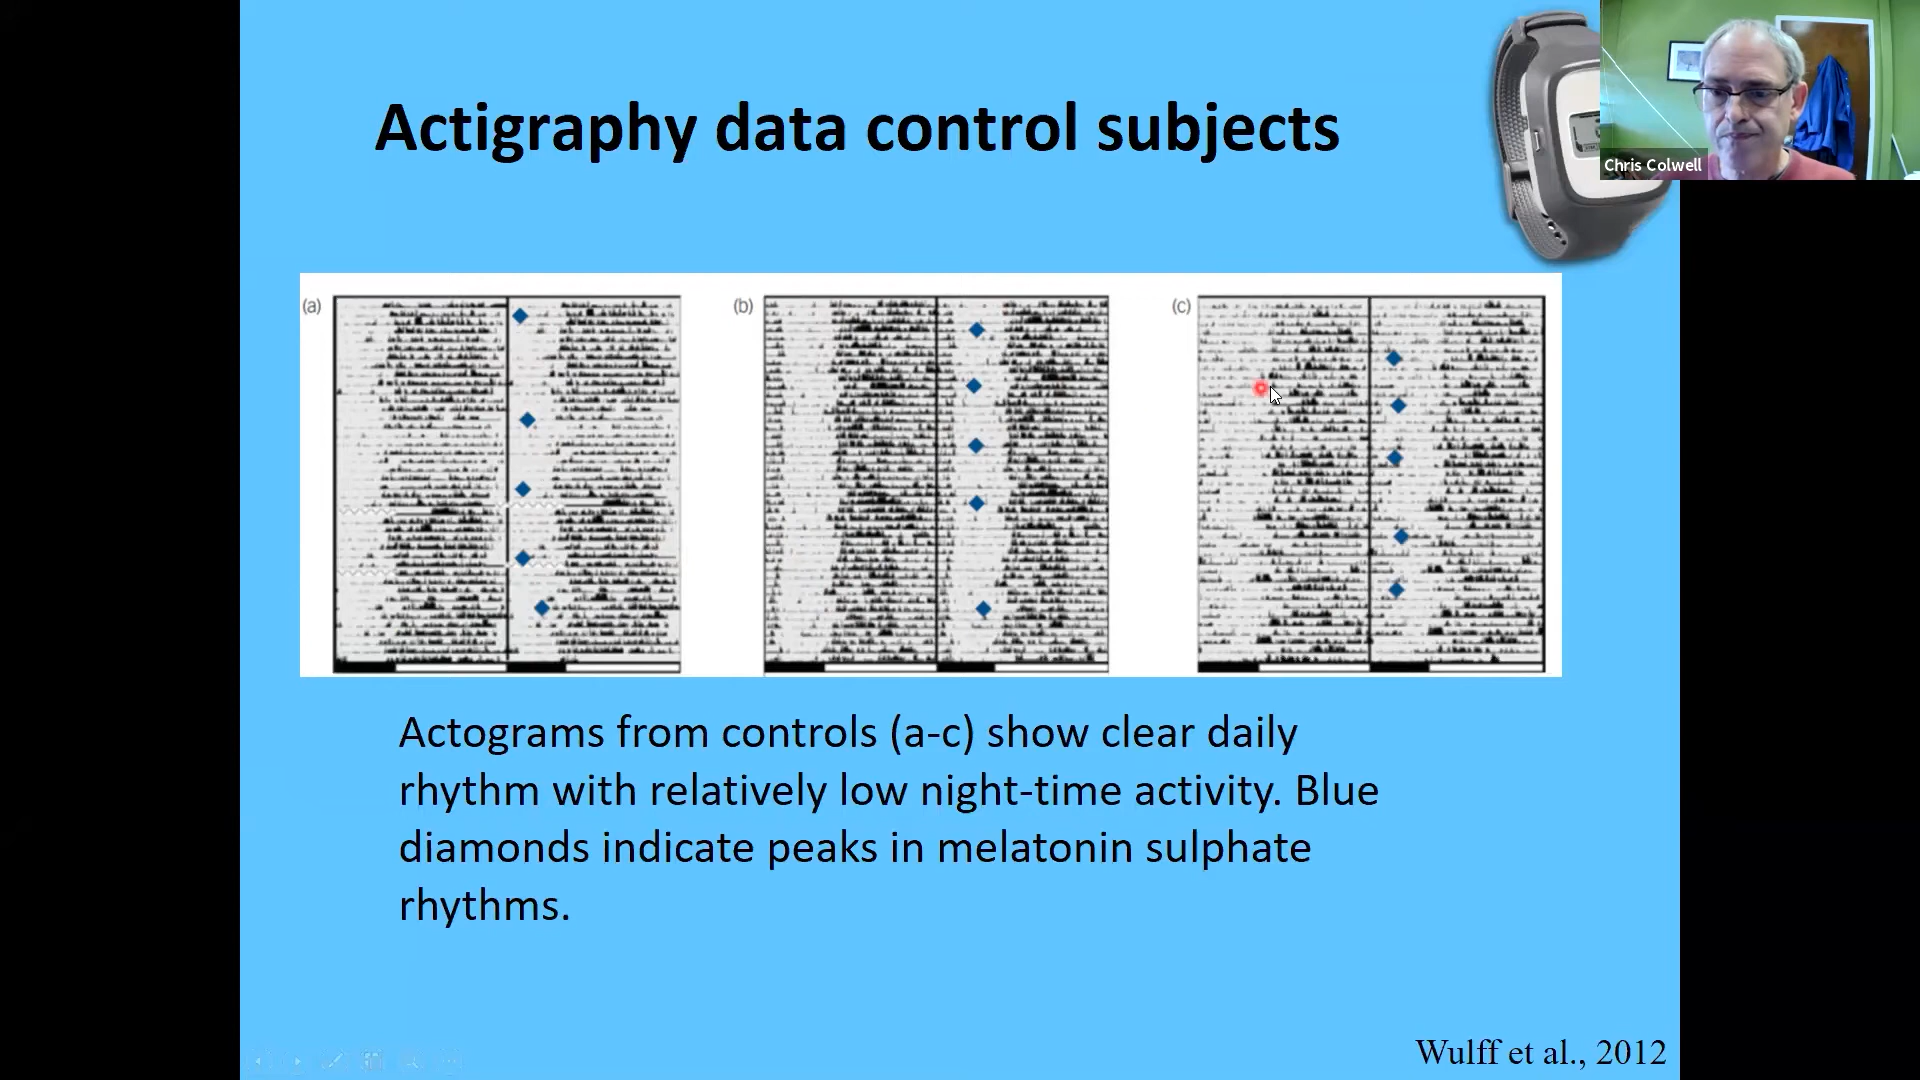 Actigraphy data control subjects
Chris Colwell
(a)
(b)
(c)
Actograms from controls (a-c) show clear daily
rhythm with relatively low night-time activity. Blue
diamonds indicate peaks in melatonin sulphate
rhythms.
Wulff et al., 2012